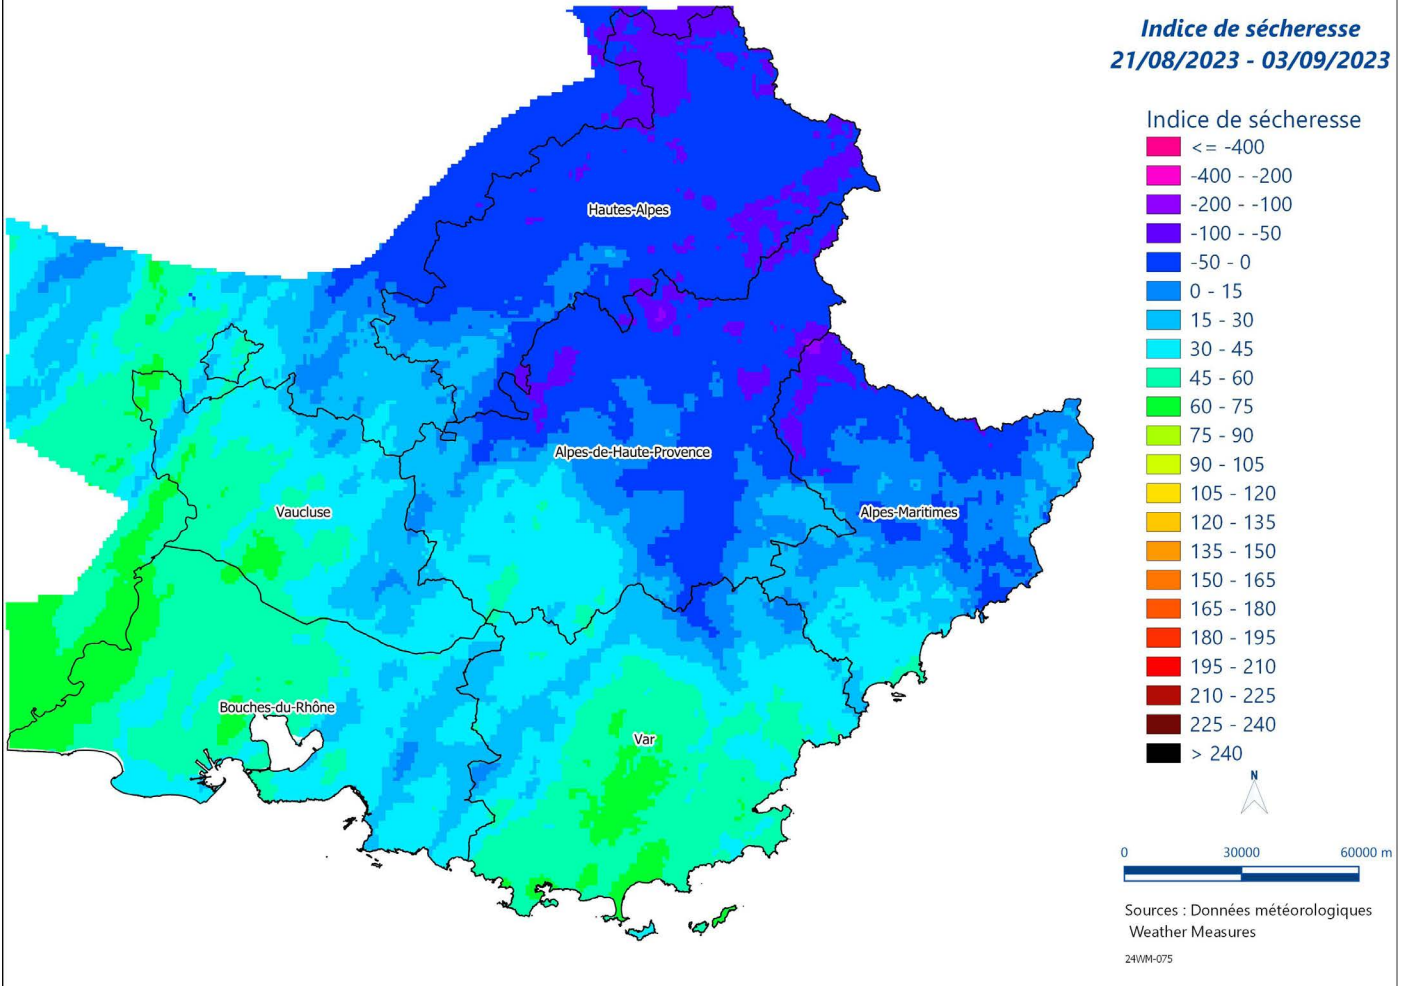 Indice de sécheresse
21/08/2023 - 03/09/2023
Indice de sécheresse
<= -400
-400 - -200
-200 - -100
-100 - -50
-50 - 0
0 - 15
15 - 30
30 - 45
45 - 60
60 - 75
75 - 90
90 - 105
105 - 120
120 - 135
135 - 150
150 - 165
165 - 180
180 - 195
195 - 210
210 - 225
225 - 240
> 240
Hautes-Alpes
Alpes-de-Haute-Provence
Vaucluse
Alpes-Maritimes
Bouches-du-Rhône
Var
N
0 30000 60000 m
Sources : Données météorologiques
Weather Measures
24WM-075